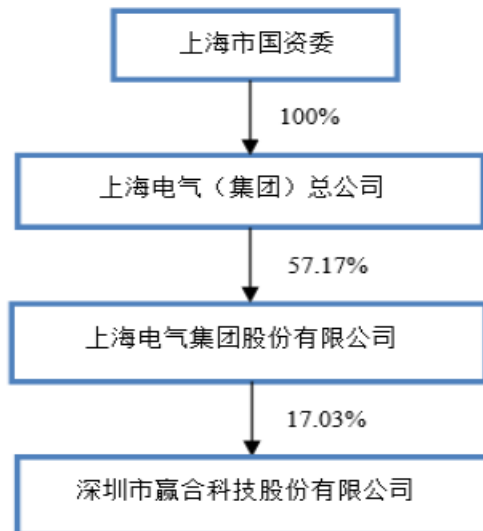 上海市国资委
100%
上海电气（集团）总公司
57.17%
上海电气集团股份有限公司
17.03%
深圳市赢合科技股份有限公司